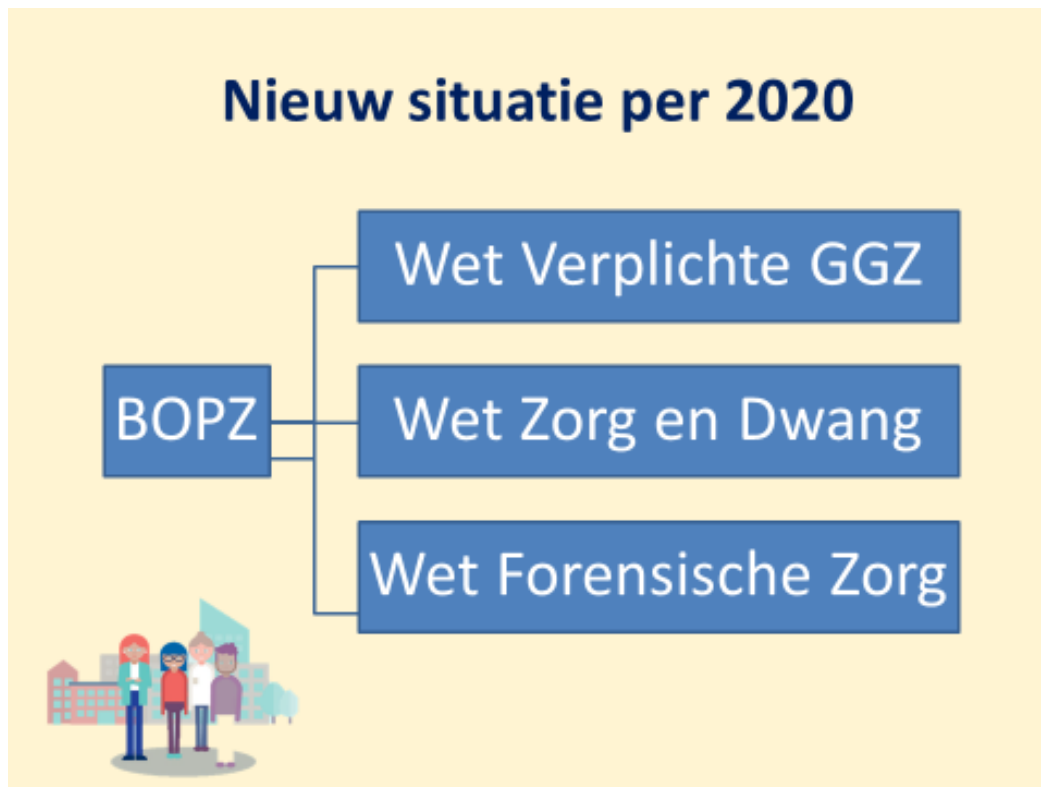 Nieuw situatie per 2020
Wet Verplichte GGZ
BOPZ
Wet Zorg en Dwang
Wet Forensische Zorg